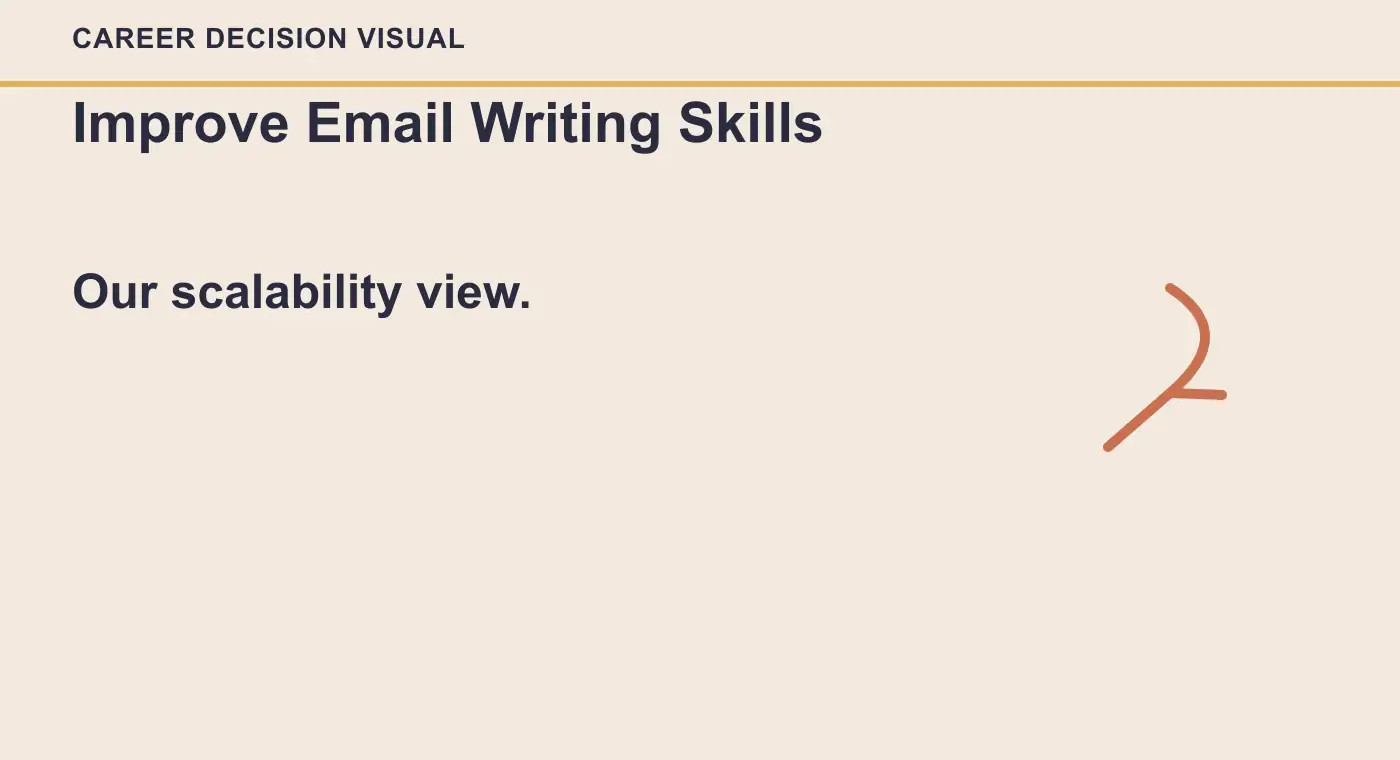 CAREER DECISION VISUAL
Improve Email Writing Skills
Our scalability view.